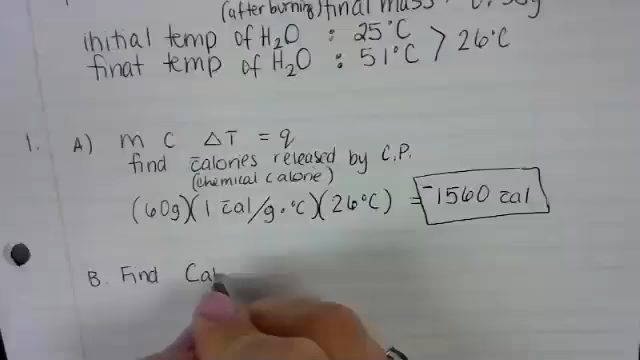 (after burning) final mass
initial temp of H₂O : 25°C
final temp of H₂O : 51°C > 26°C
1. A) m c ΔT = q
find calories released by C.P.
(chemical calorie)
(60g)(1 cal/g·°C)(26°C) = -1560 cal
B. Find Cal